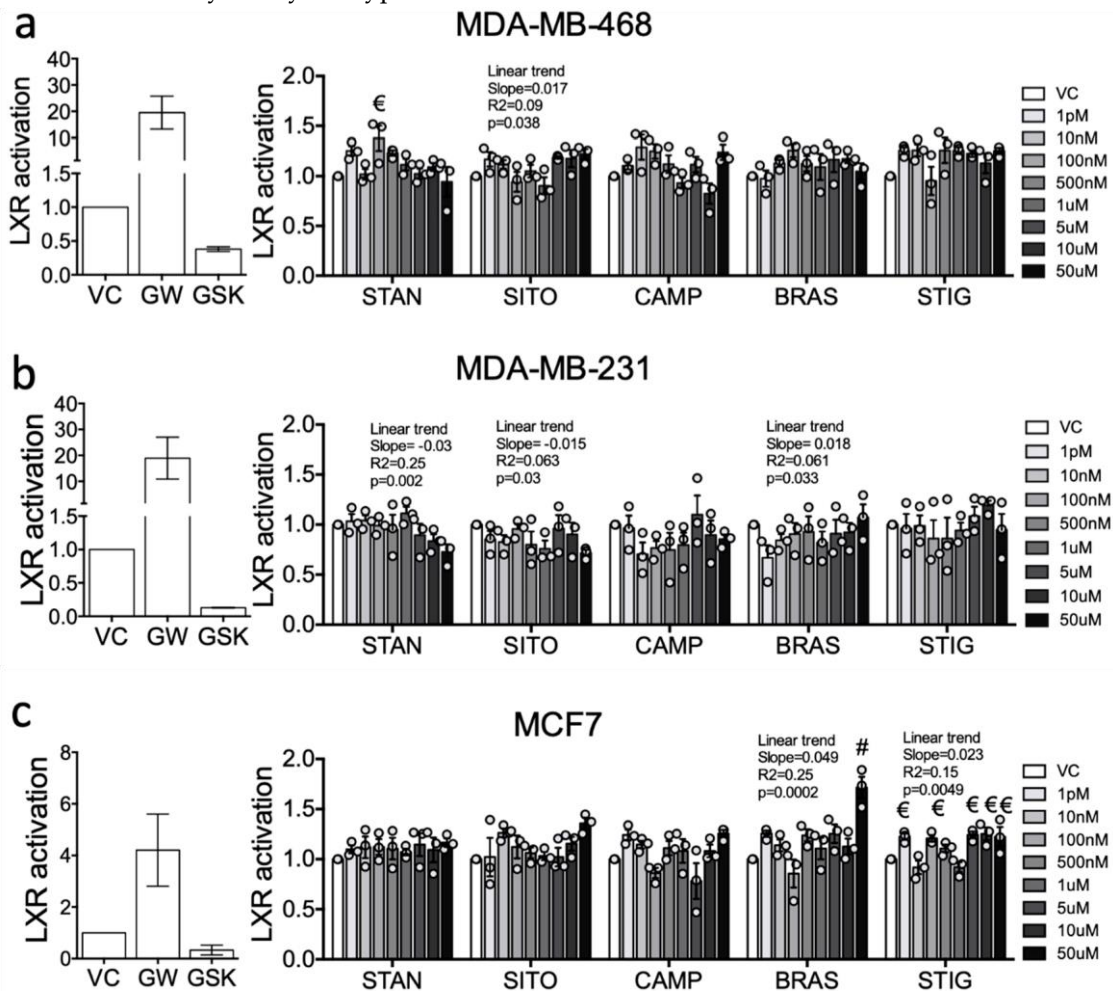 a
MDA-MB-468
LXR activation
40
30
20
10
1.5
1.0
0.5
0.0
VC GW GSK
LXR activation
2.0
1.5
1.0
0.5
0.0
€
Linear trend
Slope=0.017
R2=0.09
p=0.038
STAN SITO CAMP BRAS STIG
VC
1pM
10nM
100nM
500nM
1uM
5uM
10uM
50uM
b
MDA-MB-231
LXR activation
40
30
20
10
1.5
1.0
0.5
0.0
VC GW GSK
LXR activation
2.0
1.5
1.0
0.5
0.0
Linear trend
Slope= -0.03
R2=0.25
p=0.002
Linear trend
Slope= -0.015
R2=0.063
p=0.03
Linear trend
Slope= 0.018
R2=0.061
p=0.033
STAN SITO CAMP BRAS STIG
VC
1pM
10nM
100nM
500nM
1uM
5uM
10uM
50uM
c
MCF7
LXR activation
8
6
4
2
0
VC GW GSK
LXR activation
2.0
1.5
1.0
0.5
0.0
Linear trend
Slope=0.049
R2=0.25
p=0.0002
#
Linear trend
Slope=0.023
R2=0.15
p=0.0049
€ € € € €
STAN SITO CAMP BRAS STIG
VC
1pM
10nM
100nM
500nM
1uM
5uM
10uM
50uM